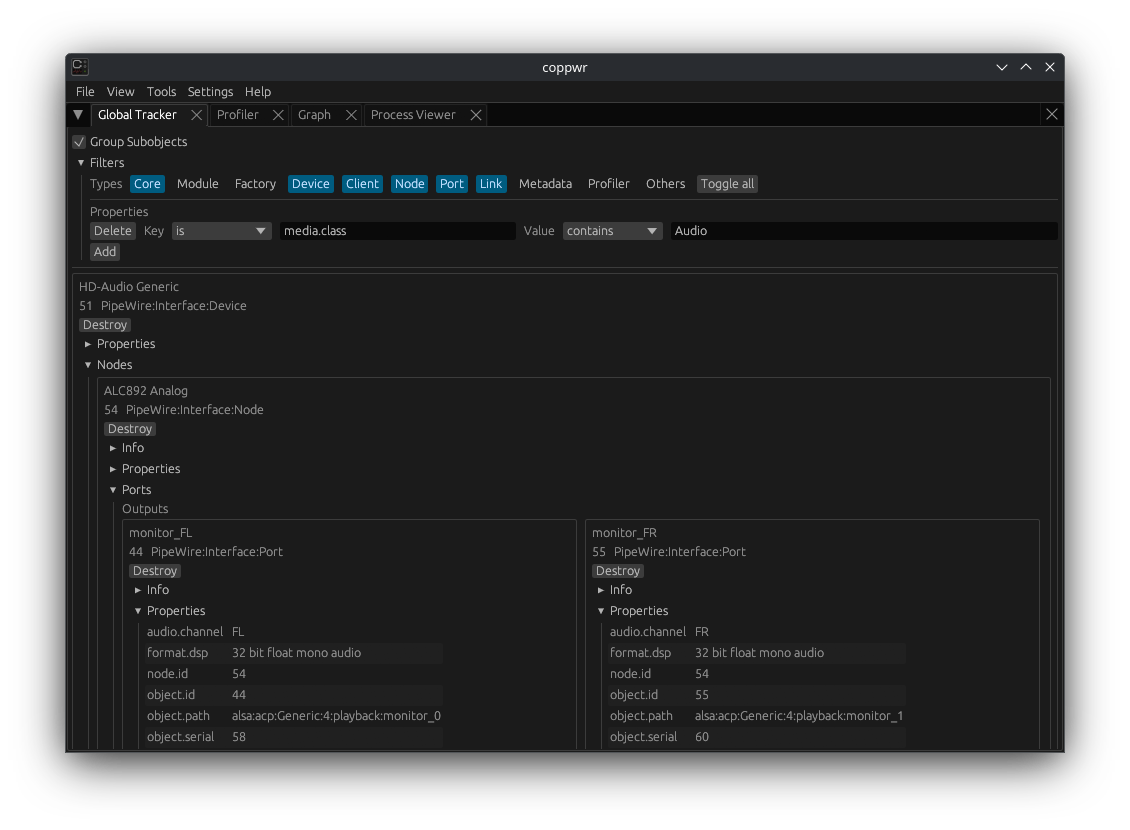 coppwr
File View Tools Settings Help
Global Tracker Profiler Graph Process Viewer
Group Subobjects
Filters
Types Core Module Factory Device Client Node Port Link Metadata Profiler Others Toggle all
Properties
Delete Key is media.class Value contains Audio
Add
HD-Audio Generic
51 PipeWire:Interface:Device
Destroy
Properties
Nodes
ALC892 Analog
54 PipeWire:Interface:Node
Destroy
Info
Properties
Ports
Outputs
monitor_FL
44 PipeWire:Interface:Port
Destroy
Info
Properties
audio.channel FL
format.dsp 32 bit float mono audio
node.id 54
object.id 44
object.path alsa:acp:Generic:4:playback:monitor_0
object.serial 58
monitor_FR
55 PipeWire:Interface:Port
Destroy
Info
Properties
audio.channel FR
format.dsp 32 bit float mono audio
node.id 54
object.id 55
object.path alsa:acp:Generic:4:playback:monitor_1
object.serial 60